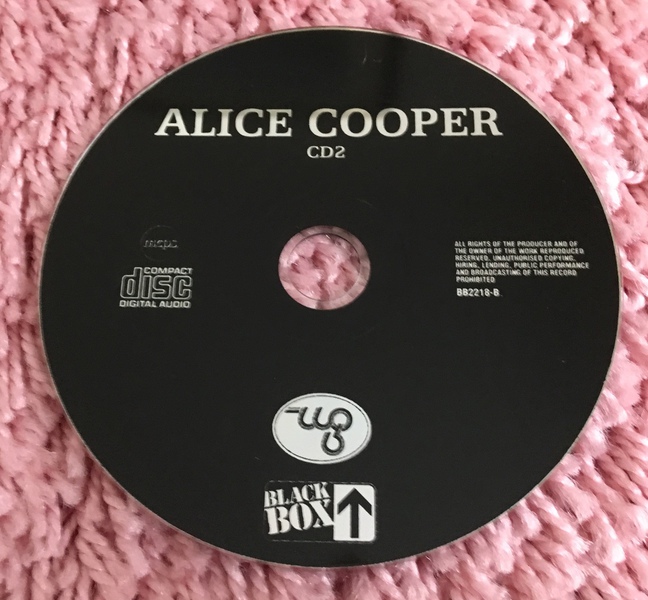 ALICE COOPER
CD2
mcps
COMPACT
disc
DIGITAL AUDIO
ALL RIGHTS OF THE PRODUCER AND OF
THE OWNER OF THE WORK REPRODUCED
RESERVED. UNAUTHORISED COPYING,
HIRING, LENDING, PUBLIC PERFORMANCE
AND BROADCASTING OF THIS RECORD
PROHIBITED
BB2218-B
BLACK
BOX